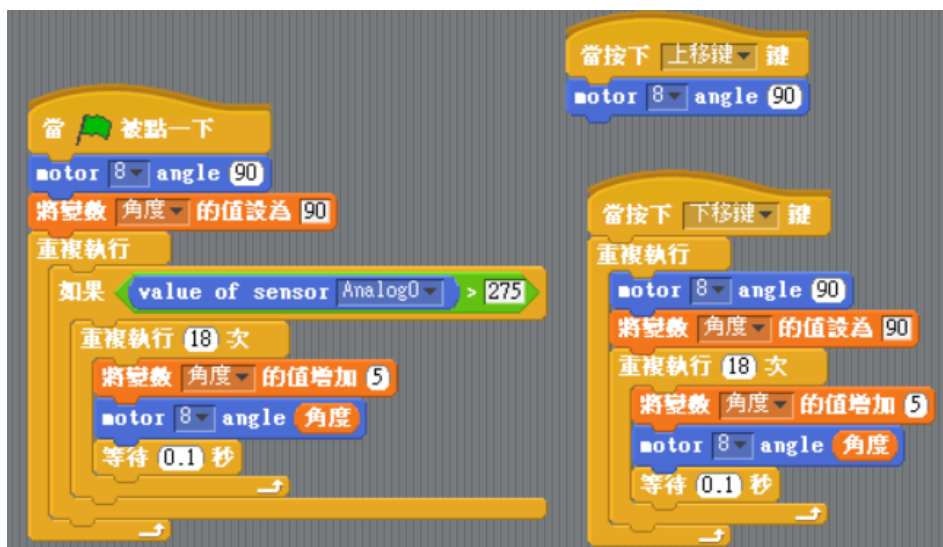 當 被點一下
motor 8 angle 90
將變數 角度 的值設為 90
重複執行
如果 value of sensor Analog0 > 275
重複執行 18 次
將變數 角度 的值增加 5
motor 8 angle 角度
等待 0.1 秒
當按下 上移鍵 鍵
motor 8 angle 90
當按下 下移鍵 鍵
重複執行
motor 8 angle 90
將變數 角度 的值設為 90
重複執行 18 次
將變數 角度 的值增加 5
motor 8 angle 角度
等待 0.1 秒